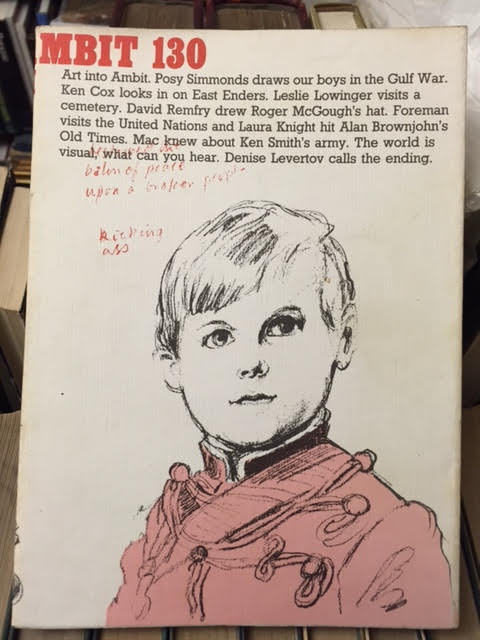 MBIT 130
Art into Ambit. Posy Simmonds draws our boys in the Gulf War.
Ken Cox looks in on East Enders. Leslie Lowinger visits a
cemetery. David Remfry drew Roger McGough's hat. Foreman
visits the United Nations and Laura Knight hit Alan Brownjohn's
Old Times. Mac knew about Ken Smith's army. The world is
visual, what can you hear. Denise Levertov calls the ending.
balm of peace
upon a broken people
kicking
ass